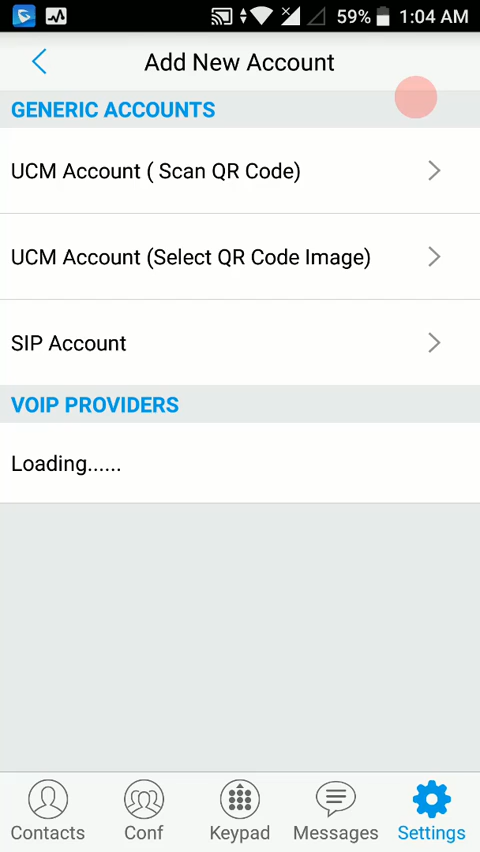 59% 1:04 AM
Add New Account
GENERIC ACCOUNTS
UCM Account ( Scan QR Code)
UCM Account (Select QR Code Image)
SIP Account
VOIP PROVIDERS
Loading......
Contacts Conf Keypad Messages Settings